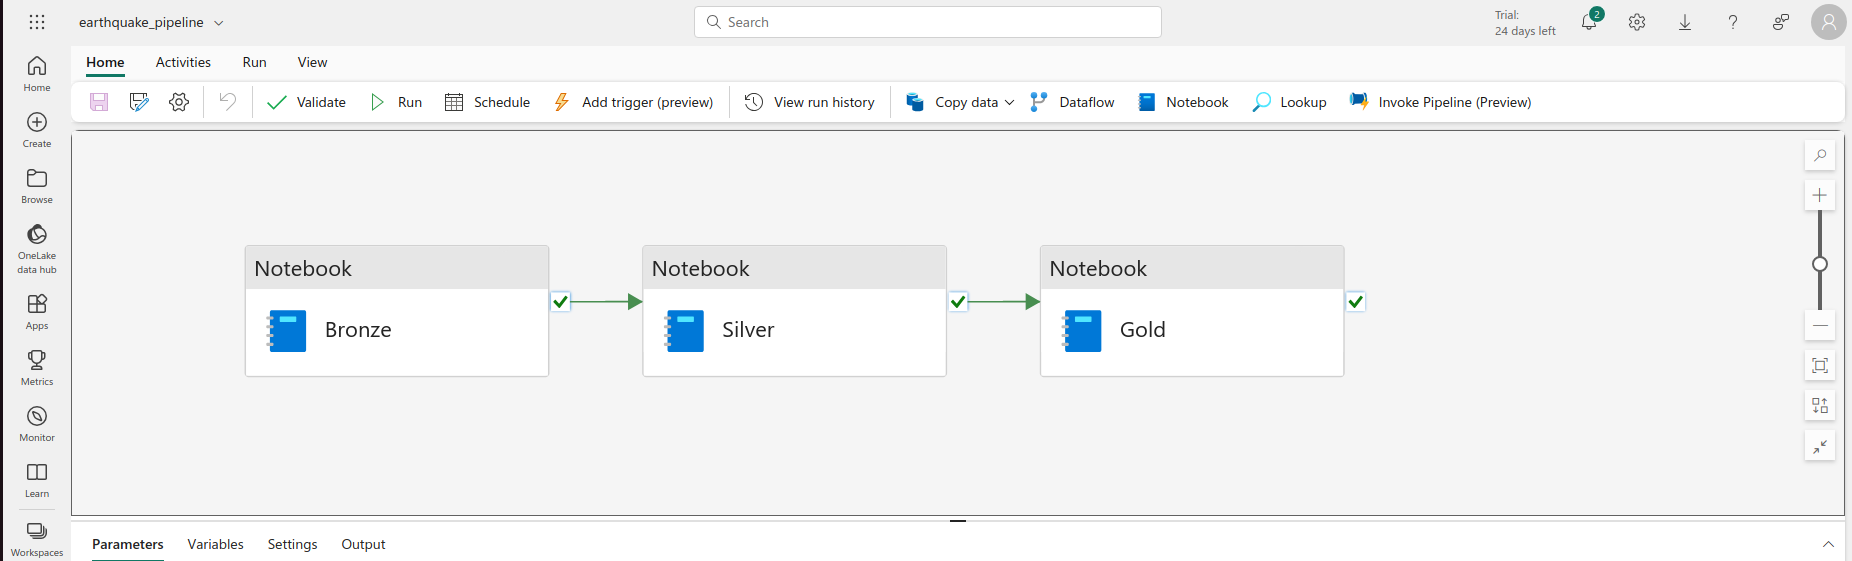 earthquake_pipeline
Search
Trial:
24 days left
2
Home
Create
Browse
OneLake
data hub
Apps
Metrics
Monitor
Learn
Workspaces
Home Activities Run View
Validate Run Schedule Add trigger (preview) View run history Copy data Dataflow Notebook Lookup Invoke Pipeline (Preview)
Notebook
Bronze
Notebook
Silver
Notebook
Gold
Parameters Variables Settings Output